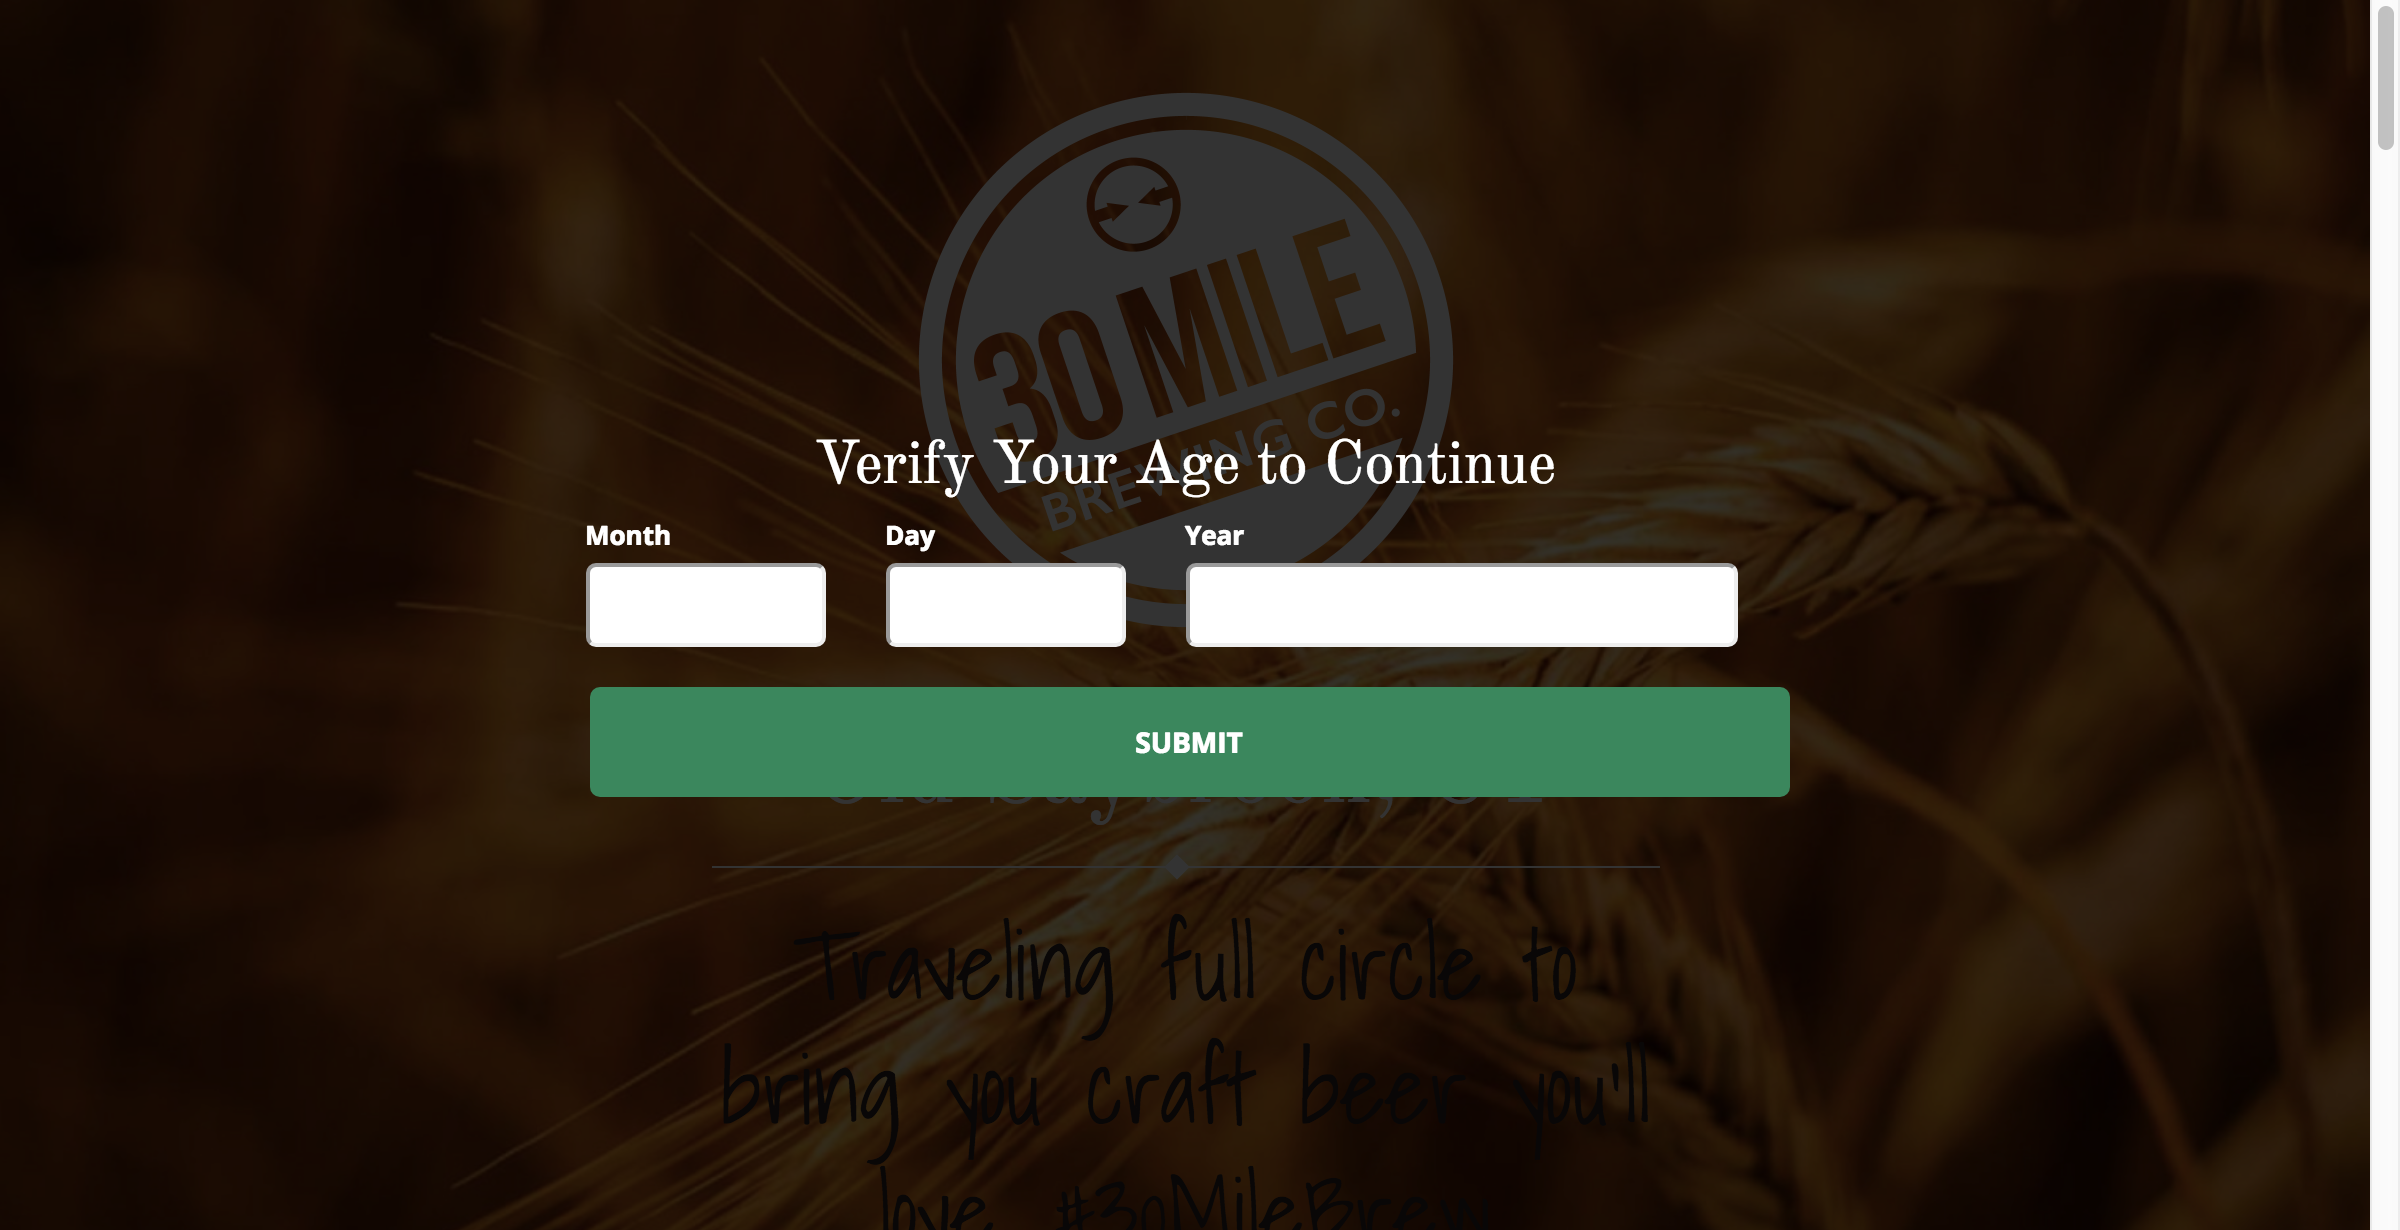 30 MILE
BREWING CO.
Verify Your Age to Continue
Month
Day
Year
SUBMIT
Traveling full circle to
bring you craft beer you'll
love. #30MileBrew